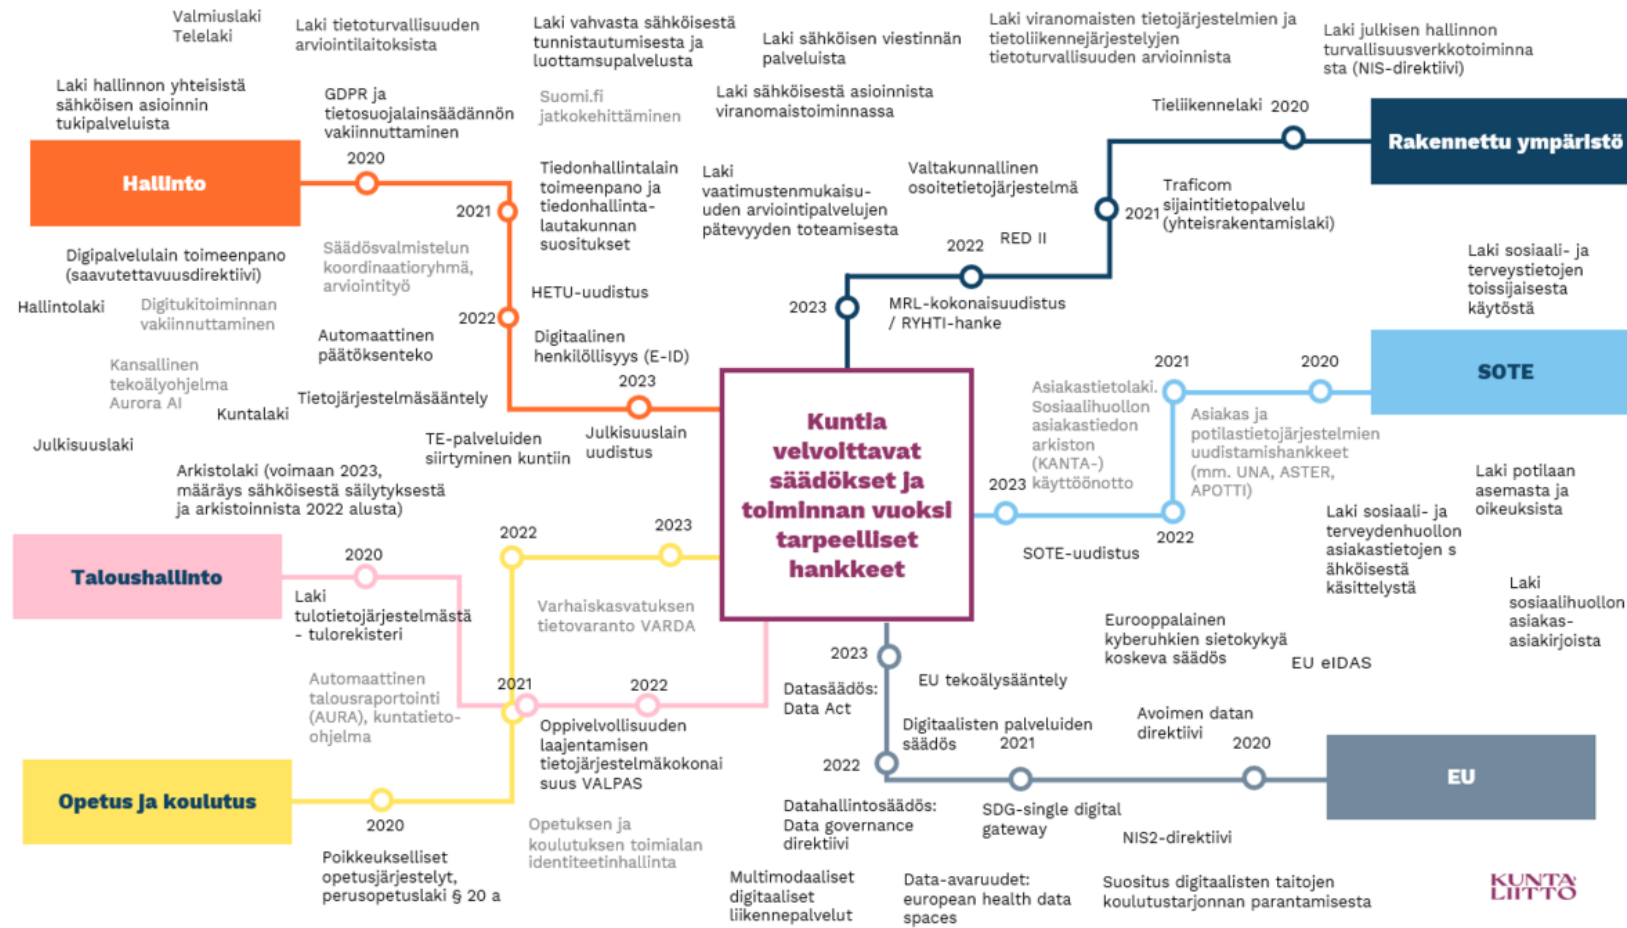 Valmiuslaki
Telelaki
Laki tietoturvallisuuden
arviointilaitoksista
Laki vahvasta sähköisestä
tunnistautumisesta ja
luottamsupalvelusta
Laki sähköisen viestinnän
palveluista
Laki viranomaisten tietojärjestelmien ja
tietoliikennejärjestelyjen
tietoturvallisuuden arvioinnista
Laki julkisen hallinnon
turvallisuusverkkotoiminna
sta (NIS-direktiivi)
Laki hallinnon yhteisistä
sähköisen asioinnin
tukipalveluista
GDPR ja
tietosuojalainsäädännön
vakiinnuttaminen
Suomi.fi
jatkokehittäminen
Laki sähköisestä asioinnista
viranomaistoiminnassa
Tieliikennelaki
2020
Rakennettu ympäristö
Hallinto
2020
2021
Tiedonhallintalain
toimeenpano ja
tiedonhallinta-
lautakunnan
suositukset
Laki
vaatimustenmukaisu-
uden arviointipalvelujen
pätevyyden toteamisesta
Valtakunnallinen
osoitetietojärjestelmä
2021
Traficom
sijaintitietopalvelu
(yhteisrakentamislaki)
2022
RED II
Digipalvelulain toimeenpano
(saavutettavuusdirektiivi)
Säädösvalmistelun
koordinaatioryhmä,
arviointityö
Laki sosiaali- ja
terveystietojen
toissijaisesta
käytöstä
Hallintolaki
Digitukitoiminnan
vakiinnuttaminen
HETU-uudistus
2022
2023
MRL-kokonaisuudistus
/ RYHTI-hanke
Automaattinen
päätöksenteko
Digitaalinen
henkilöllisyys (E-ID)
Kansallinen
tekoälyohjelma
Aurora AI
2023
Kuntalaki
Tietojärjestelmäsääntely
Julkisuuslaki
TE-palveluiden
siirtyminen kuntiin
Julkisuuslain
uudistus
Arkistolaki (voimaan 2023,
määräys sähköisestä säilytyksestä
ja arkistoinnista 2022 alusta)
Kuntia
velvoittavat
säädökset ja
toiminnan vuoksi
tarpeelliset
hankkeet
2021
2020
SOTE
Asiakastietolaki.
Sosiaalihuollon
asiakastiedon
arkiston
(KANTA-)
käyttöönotto
Asiakas ja
potilastietojärjestelmien
uudistamishankkeet
(mm. UNA, ASTER,
APOTTI)
2023
2022
SOTE-uudistus
Laki potilaan
asemasta ja
oikeuksista
Laki sosiaali- ja
terveydenhuollon
asiakastietojen s
ähköisestä
käsittelystä
Laki
sosiaalihuollon
asiakas-
asiakirjoista
Taloushallinto
2020
2022
2023
Laki
tulotietojärjestelmästä
- tulorekisteri
Varhaiskasvatuksen
tietovaranto VARDA
Automaattinen
talousraportointi
(AURA), kuntatieto-
ohjelma
2021
2022
Oppivelvollisuuden
laajentamisen
tietojärjestelmäkokonai
suus VALPAS
Opetus ja koulutus
2020
Poikkeukselliset
opetusjärjestelyt,
perusopetuslaki § 20 a
Opetuksen ja
koulutuksen toimialan
identiteetinhallinta
Eurooppalainen
kyberuhkien sietokykyä
koskeva säädös
EU eIDAS
2023
Datasäädös:
Data Act
EU tekoälysääntely
Digitaalisten palveluiden
säädös
2021
Avoimen datan
direktiivi
2020
EU
2022
Datahallintosäädös:
Data governance
direktiivi
SDG-single digital
gateway
NIS2-direktiivi
Multimodaaliset
digitaaliset
liikennepalvelut
Data-avaruudet:
european health data
spaces
Suositus digitaalisten taitojen
koulutustarjonnan parantamisesta
KUNTA
LIITTO